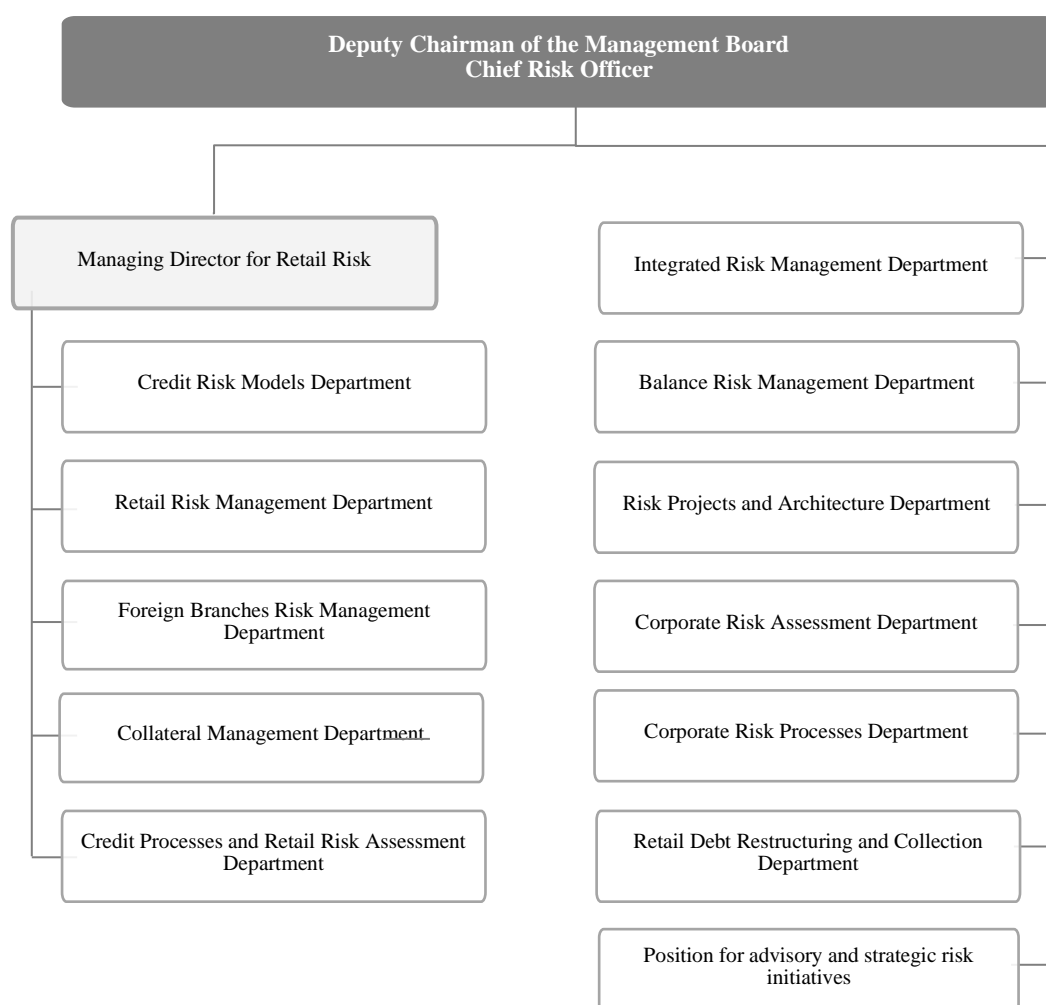 Deputy Chairman of the Management Board
Chief Risk Officer
Managing Director for Retail Risk
Credit Risk Models Department
Retail Risk Management Department
Foreign Branches Risk Management
Department
Collateral Management Department
Credit Processes and Retail Risk Assessment
Department
Integrated Risk Management Department
Balance Risk Management Department
Risk Projects and Architecture Department
Corporate Risk Assessment Department
Corporate Risk Processes Department
Retail Debt Restructuring and Collection
Department
Position for advisory and strategic risk
initiatives